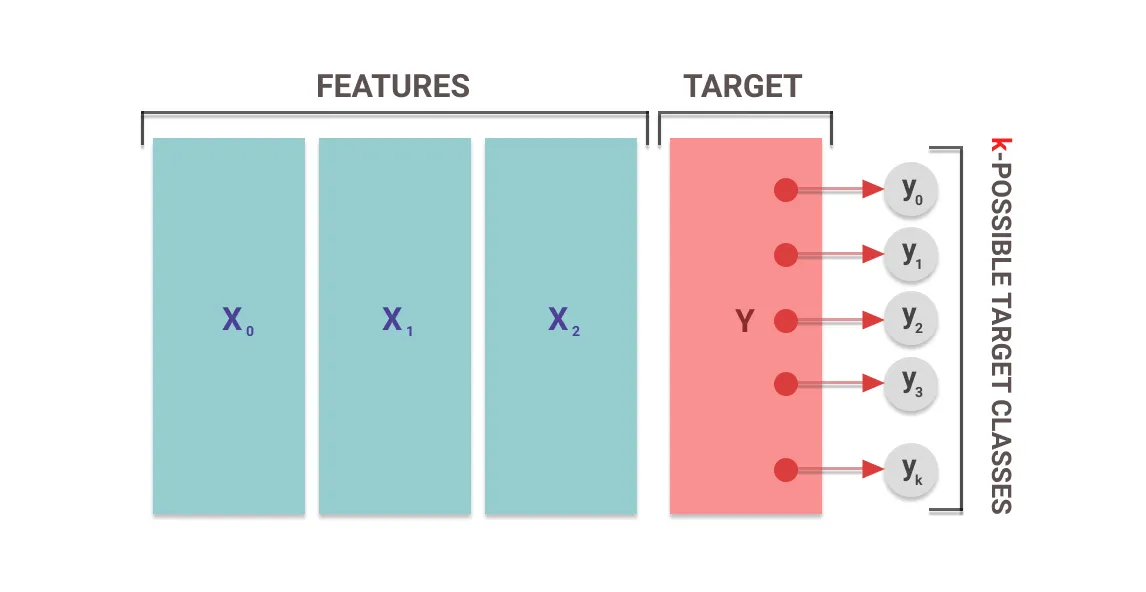 FEATURES
TARGET
X₀
X₁
X₂
Y
y₀
y₁
y₂
y₃
yₖ
k-POSSIBLE TARGET CLASSES